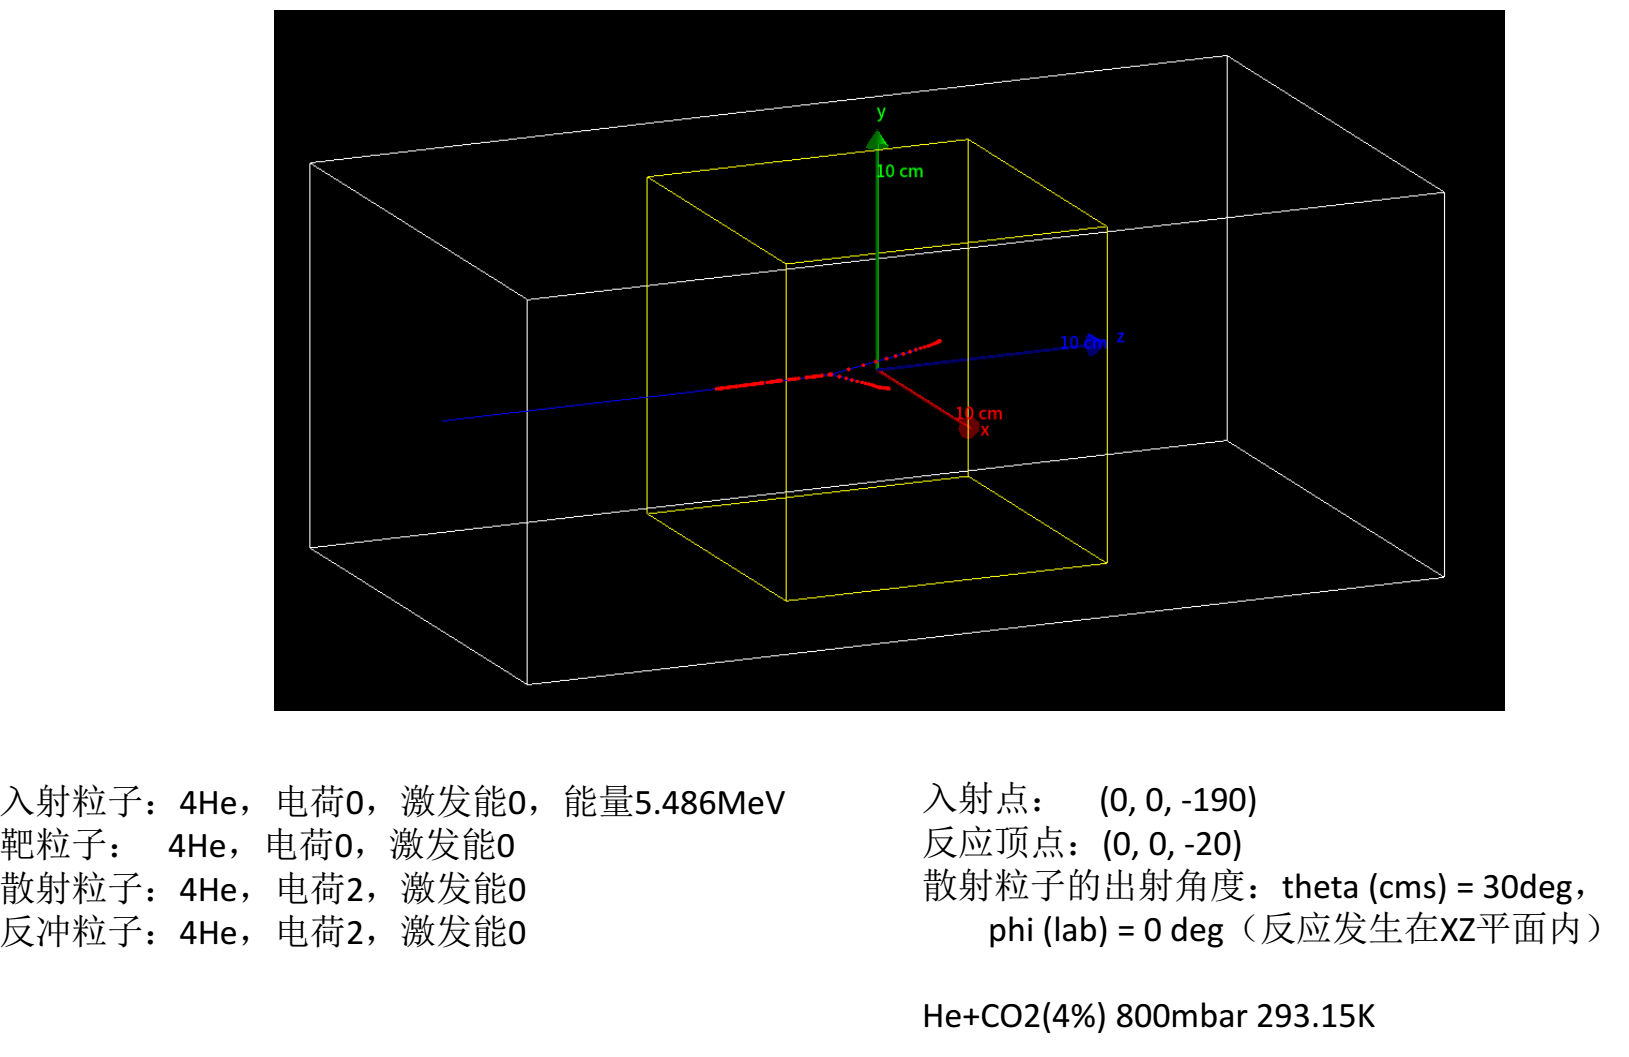 y
10 cm
10 cm
z
10 cm
x
入射粒子：4He，电荷0，激发能0，能量5.486MeV
靶粒子： 4He，电荷0，激发能0
散射粒子：4He，电荷2，激发能0
反冲粒子：4He，电荷2，激发能0
入射点： (0, 0, -190)
反应顶点：(0, 0, -20)
散射粒子的出射角度：theta (cms) = 30deg，
phi (lab) = 0 deg（反应发生在XZ平面内）
He+CO2(4%) 800mbar 293.15K